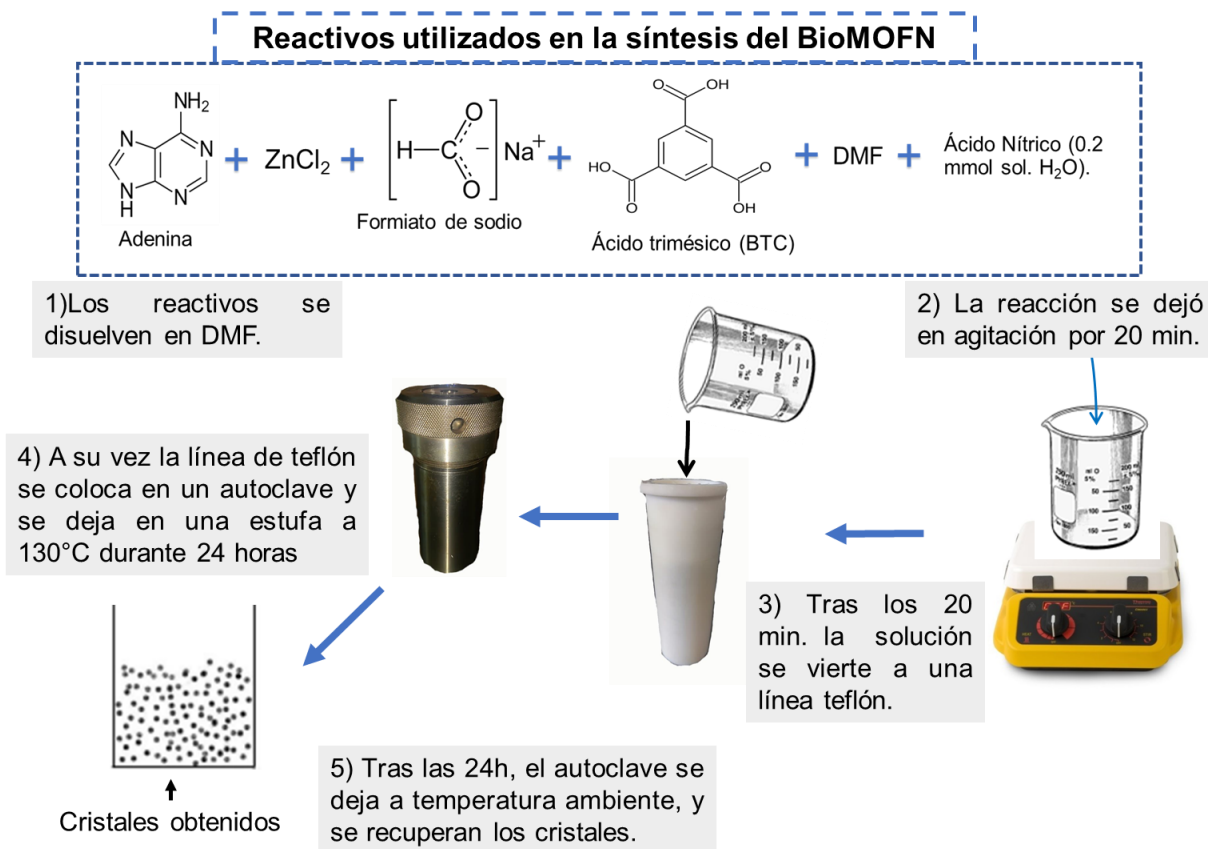 Reactivos utilizados en la síntesis del BioMOFN
NH₂
N
N
N
N
H
Adenina
+
ZnCl₂
+
H
C
O
O
−
Na⁺
Formiato de sodio
+
O
OH
HO
O
O
OH
Ácido trimésico (BTC)
+
DMF
+
Ácido Nítrico (0.2
mmol sol. H₂O).
1)Los reactivos se
disuelven en DMF.
2) La reacción se dejó
en agitación por 20 min.
3) Tras los 20
min. la solución
se vierte a una
línea teflón.
4) A su vez la línea de teflón
se coloca en un autoclave y
se deja en una estufa a
130°C durante 24 horas
5) Tras las 24h, el autoclave se
deja a temperatura ambiente, y
se recuperan los cristales.
Cristales obtenidos